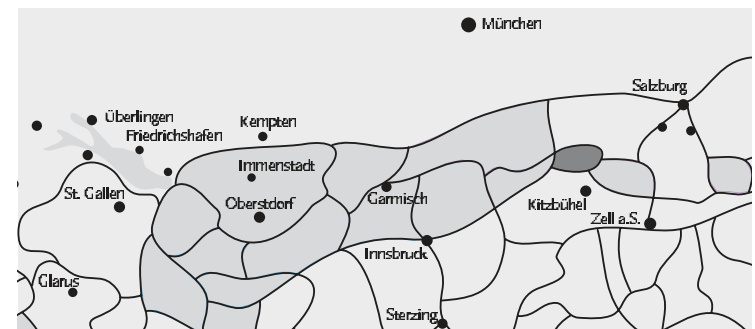 München
Salzburg
Überlingen
Friedrichshafen
Kempten
Immenstadt
St. Gallen
Oberstdorf
Garmisch
Kitzbühel
Zell a.S.
Innsbruck
Glarus
Sterzing